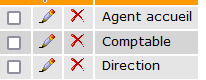 Agent accueil
Comptable
Direction